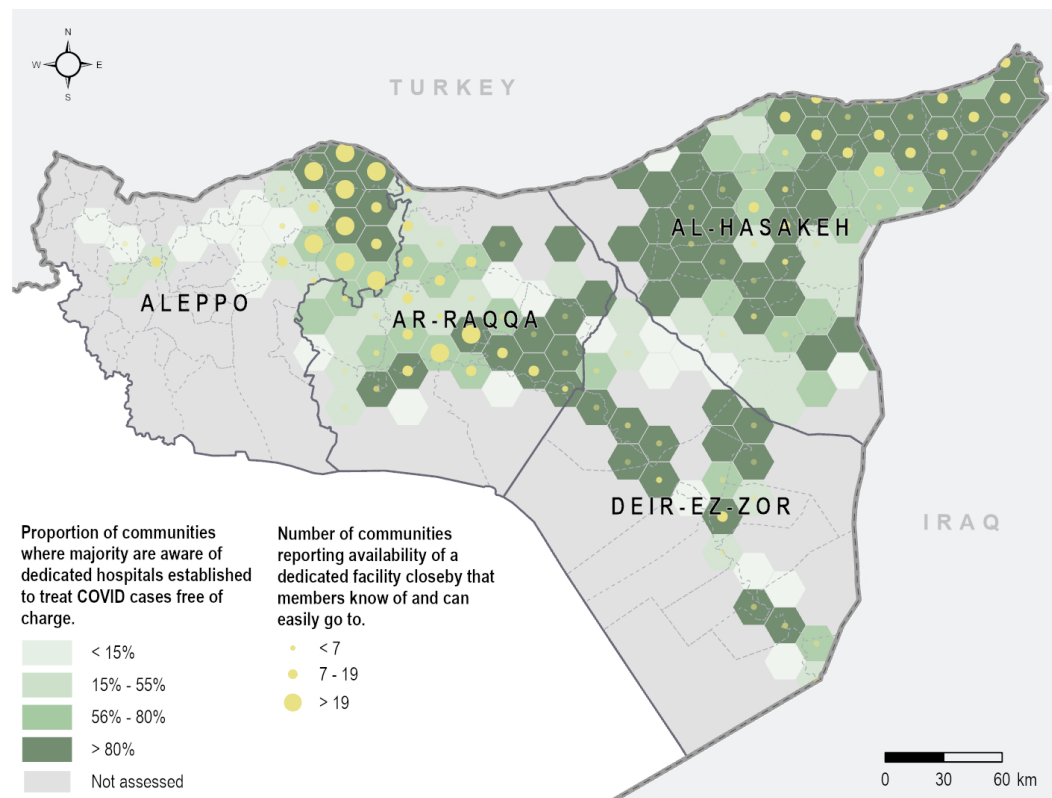 N
W E
S
TURKEY
AL-HASAKEH
ALEPPO
AR-RAQQA
DEIR-EZ-ZOR
IRAQ
Proportion of communities
where majority are aware of
dedicated hospitals established
to treat COVID cases free of
charge.
< 15%
15% - 55%
56% - 80%
> 80%
Not assessed
Number of communities
reporting availability of a
dedicated facility closeby that
members know of and can
easily go to.
< 7
7 - 19
> 19
0 30 60 km